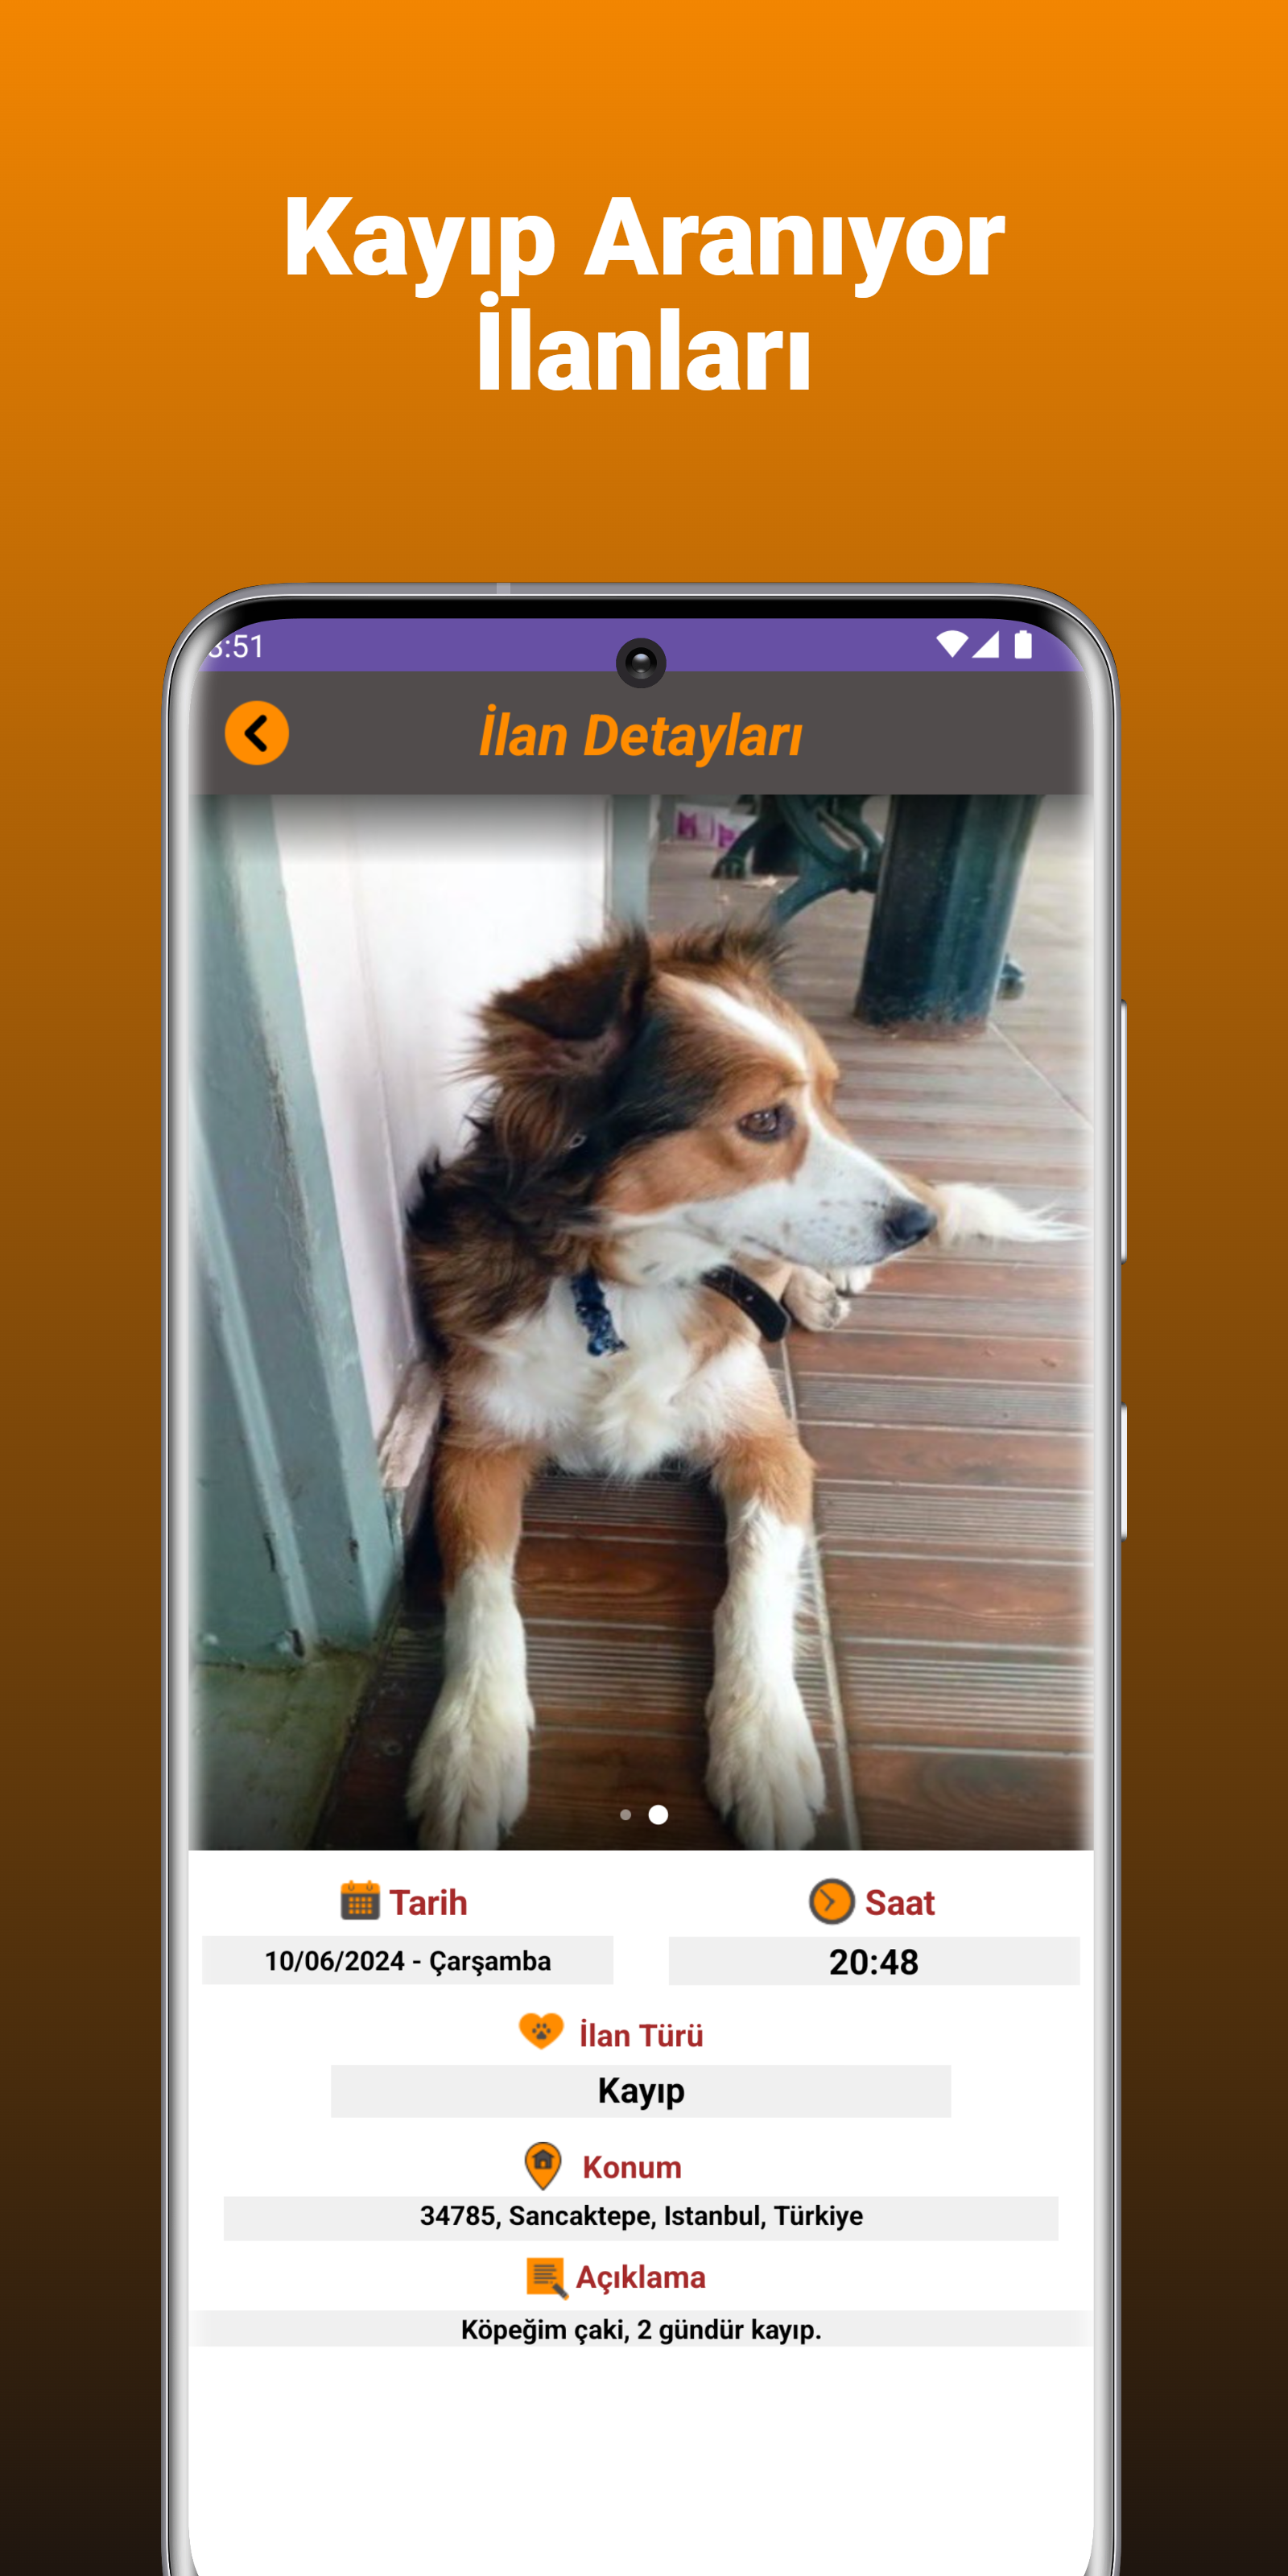 Kayıp Aranıyor
İlanları
:51
İlan Detayları
Tarih
Saat
10/06/2024 - Çarşamba
20:48
İlan Türü
Kayıp
Konum
34785, Sancaktepe, Istanbul, Türkiye
Açıklama
Köpeğim çaki, 2 gündür kayıp.